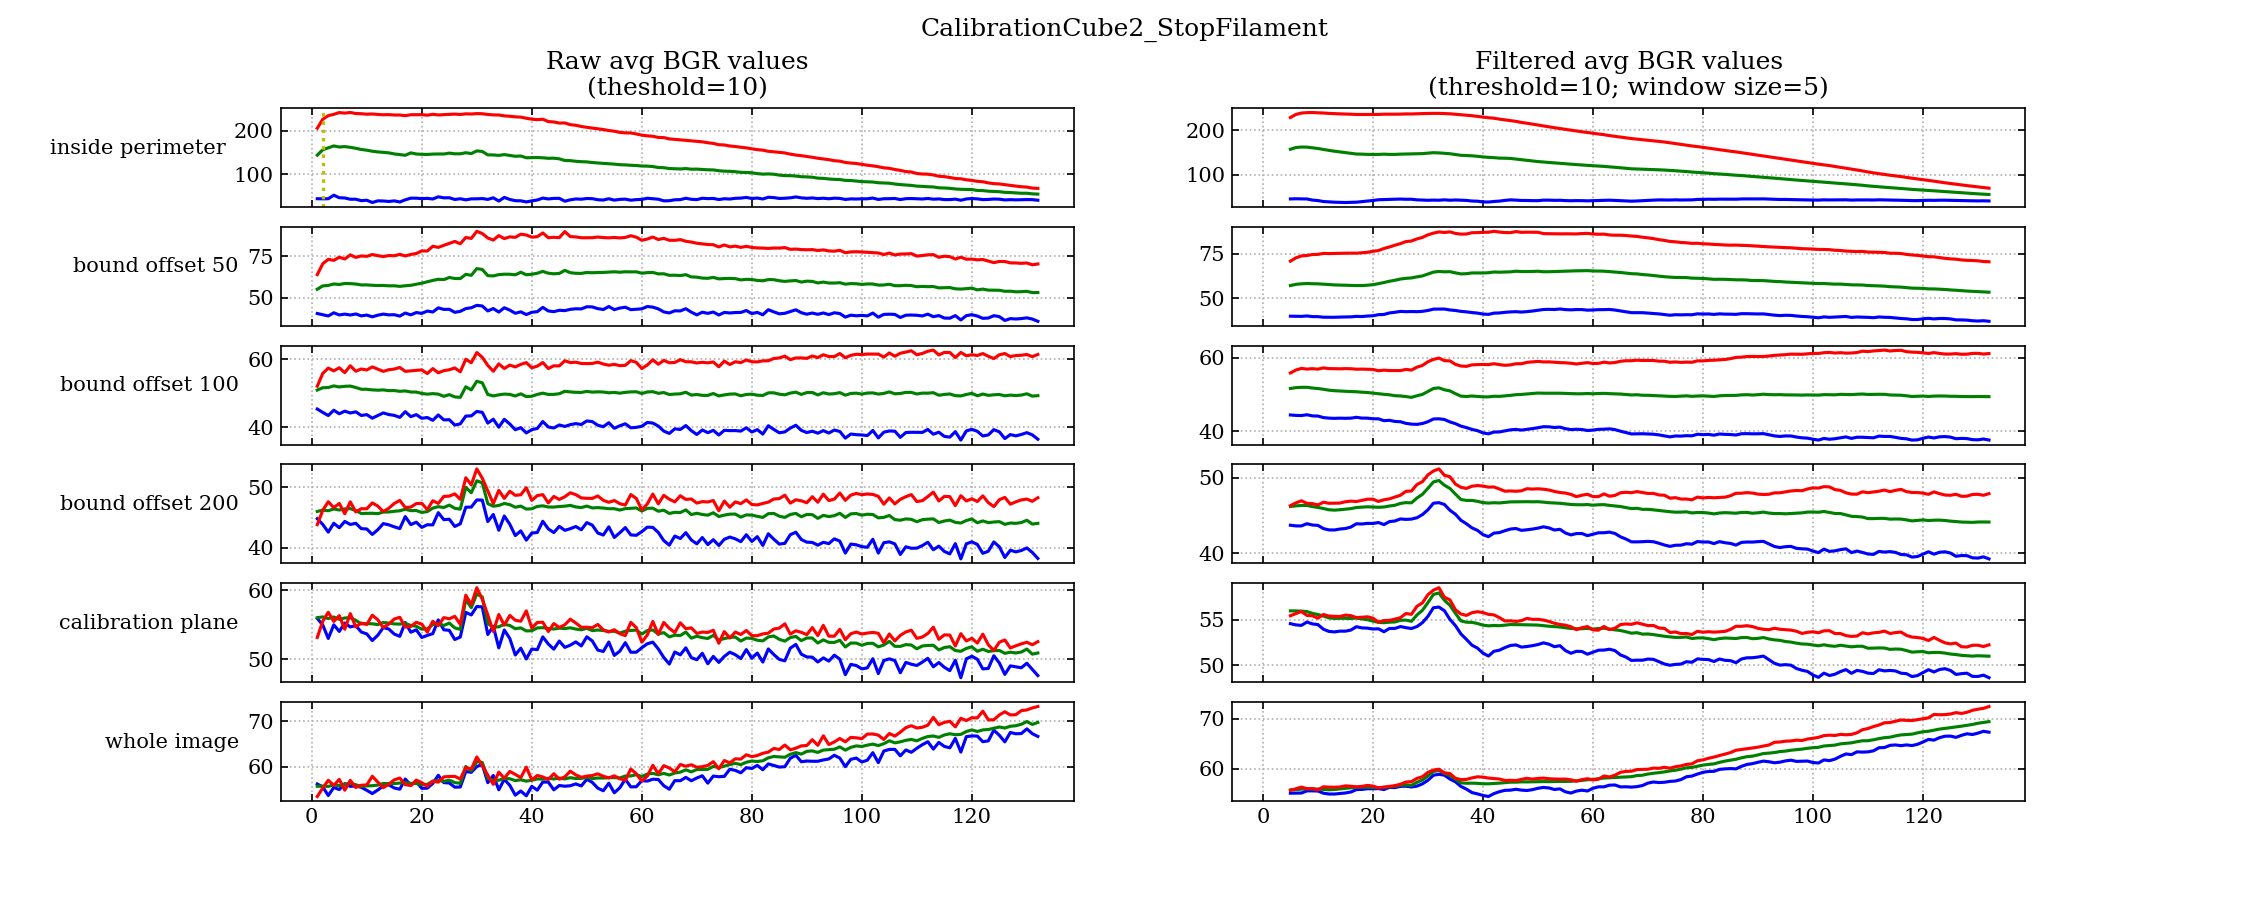 CalibrationCube2_StopFilament
Raw avg BGR values
(theshold=10)
Filtered avg BGR values
(threshold=10; window size=5)
inside perimeter
200
100
200
100
bound offset 50
75
50
75
50
bound offset 100
60
40
60
40
bound offset 200
50
40
50
40
calibration plane
60
50
55
50
whole image
70
60
70
60
0 20 40 60 80 100 120
0 20 40 60 80 100 120